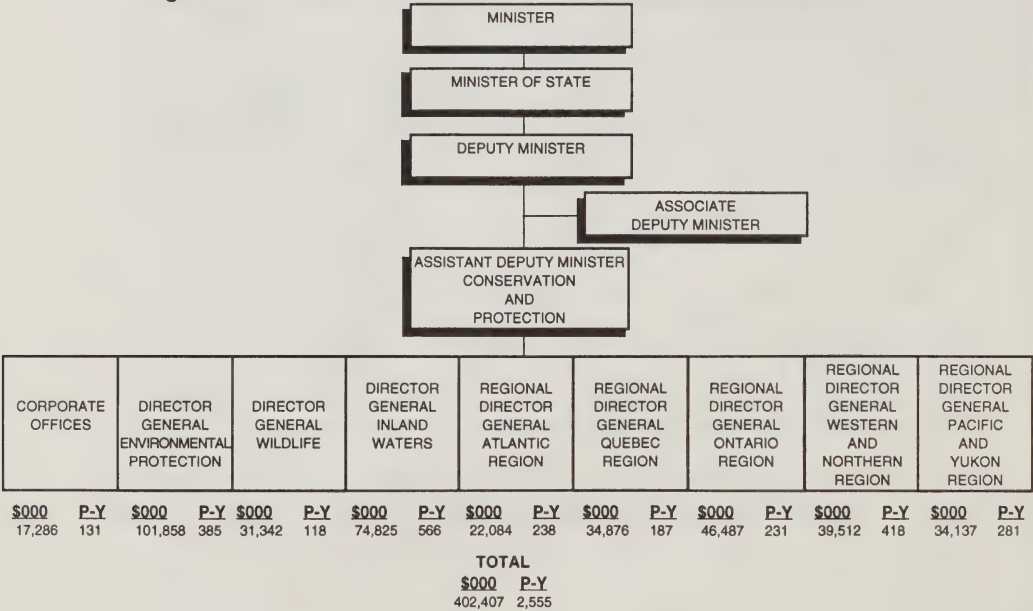 MINISTER
MINISTER OF STATE
DEPUTY MINISTER
ASSOCIATE
DEPUTY MINISTER
ASSISTANT DEPUTY MINISTER
CONSERVATION
AND
PROTECTION
CORPORATE
OFFICES
DIRECTOR
GENERAL
ENVIRONMENTAL
PROTECTION
DIRECTOR
GENERAL
WILDLIFE
DIRECTOR
GENERAL
INLAND
WATERS
REGIONAL
DIRECTOR
GENERAL
ATLANTIC
REGION
REGIONAL
DIRECTOR
GENERAL
QUEBEC
REGION
REGIONAL
DIRECTOR
GENERAL
ONTARIO
REGION
REGIONAL
DIRECTOR
GENERAL
WESTERN
AND
NORTHERN
REGION
REGIONAL
DIRECTOR
GENERAL
PACIFIC
AND
YUKON
REGION
$000 P-Y $000 P-Y $000 P-Y $000 P-Y $000 P-Y $000 P-Y $000 P-Y $000 P-Y $000 P-Y
17,286 131 101,858 385 31,342 118 74,825 566 22,084 238 34,876 187 46,487 231 39,512 418 34,137 281
TOTAL
$000 P-Y
402,407 2,555